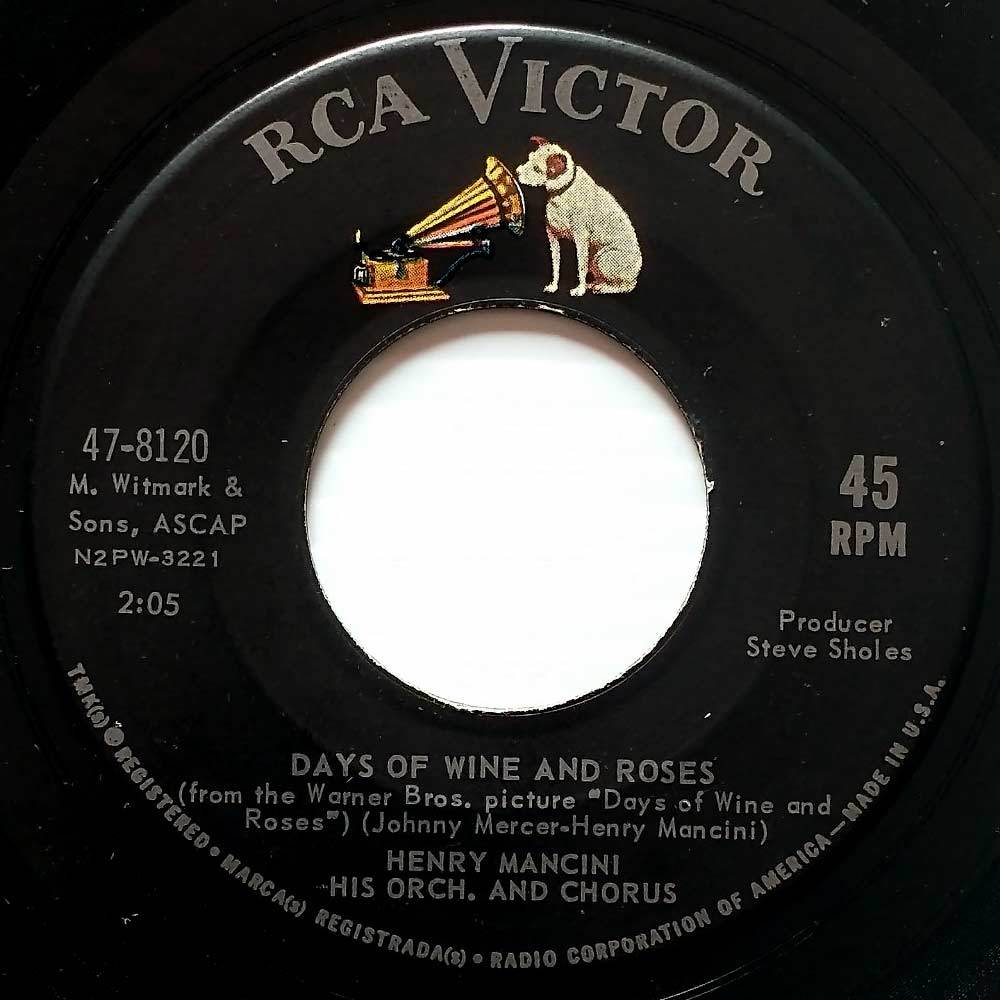 RCA VICTOR
47-8120
M. Witmark &
Sons, ASCAP
N2PW-3221
2:05
45
RPM
Producer
Steve Sholes
DAYS OF WINE AND ROSES
(from the Warner Bros. picture "Days of Wine and
Roses") (Johnny Mercer-Henry Mancini)
HENRY MANCINI
HIS ORCH. AND CHORUS
TMK(s) ® REGISTERED • MARCA(s) REGISTRADA(s) • RADIO CORPORATION OF AMERICA—MADE IN U.S.A.